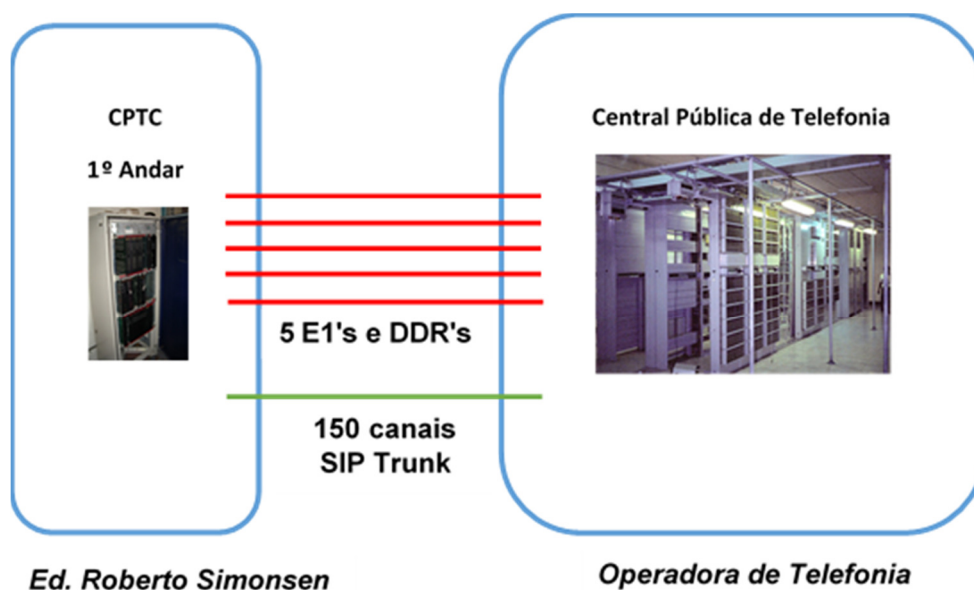 CPTC
1º Andar
Central Pública de Telefonia
5 E1's e DDR's
150 canais
SIP Trunk
Ed. Roberto Simonsen
Operadora de Telefonia